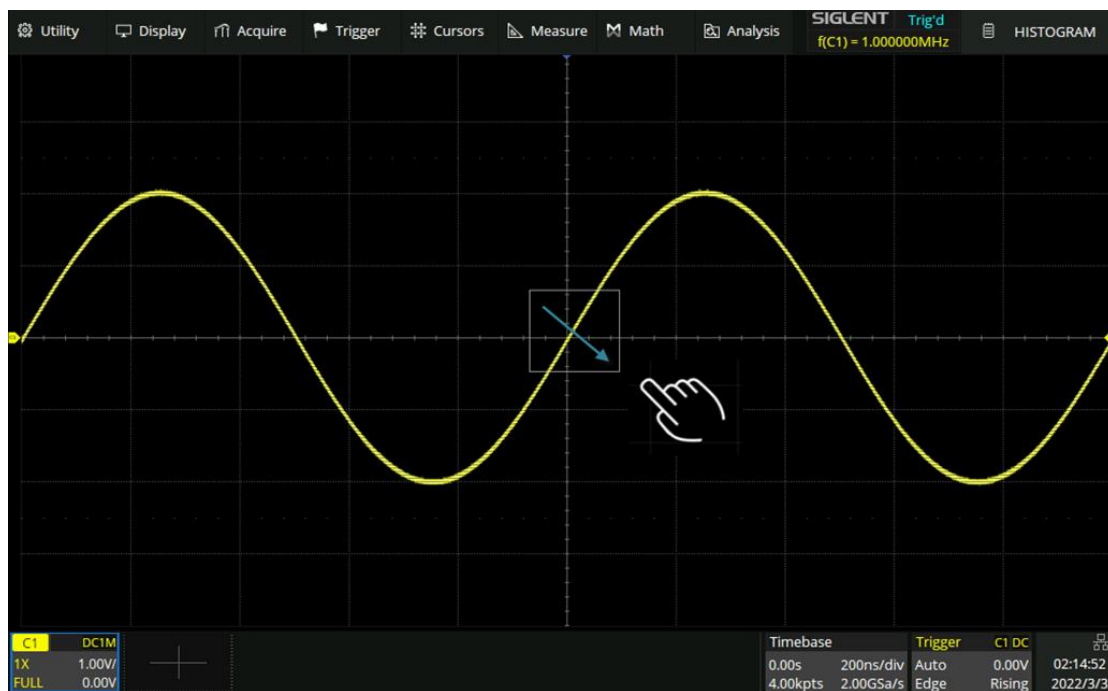 Utility Display Acquire Trigger Cursors Measure Math Analysis
SIGLENT Trig'd
f(C1) = 1.000000MHz
HISTOGRAM
C1 DC1M
1X 1.00V/
FULL 0.00V
Timebase
0.00s 200ns/div
4.00kpts 2.00GSa/s
Trigger C1 DC
Auto 0.00V
Edge Rising
02:14:52
2022/3/3